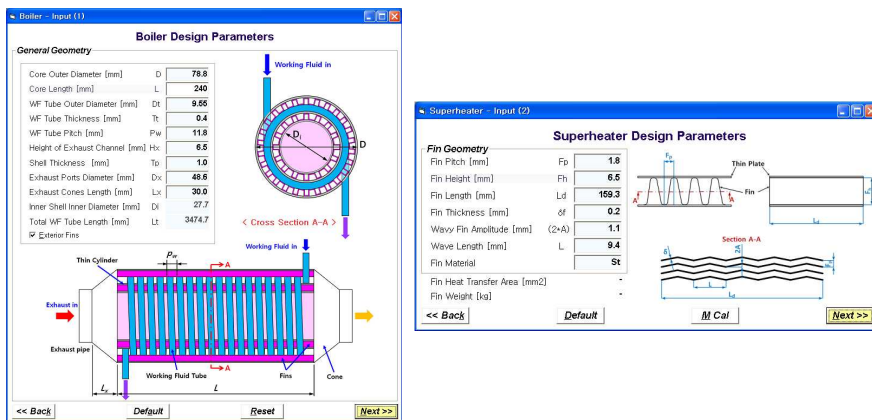 Boiler - Input (1)
Boiler Design Parameters
General Geometry
Core Outer Diameter [mm] D 78.8
Core Length [mm] L 240
WF Tube Outer Diameter [mm] Dt 9.55
WF Tube Thickness [mm] Tt 0.4
WF Tube Pitch [mm] Pw 11.8
Height of Exhaust Channel [mm] Hx 6.5
Shell Thickness [mm] Tp 1.0
Exhaust Ports Diameter [mm] Dx 48.6
Exhaust Cones Length [mm] Lx 30.0
Inner Shell Inner Diameter [mm] Di 27.7
Total WF Tube Length [mm] Lt 3474.7
Exterior Fins
Working Fluid in
Di
D
< Cross Section A-A >
Working Fluid in
Thin Cylinder
Pw
A
Exhaust in
Exhaust pipe
Working Fluid Tube
A
Fins
Cone
Lx
L
<< Back Default Reset Next >>
Superheater - Input (2)
Superheater Design Parameters
Fin Geometry
Fin Pitch [mm] Fp 1.8
Fin Height [mm] Fh 6.5
Fin Length [mm] Ld 159.3
Fin Thickness [mm] δf 0.2
Wavy Fin Amplitude [mm] (2*A) 1.1
Wave Length [mm] L 9.4
Fin Material St
Fin Heat Transfer Area [mm2] -
Fin Weight [kg] -
Fp
Thin Plate
Fin
A
A
Ld
Section A-A
δ
2A
L
Ld
<< Back Default M Cal Next >>